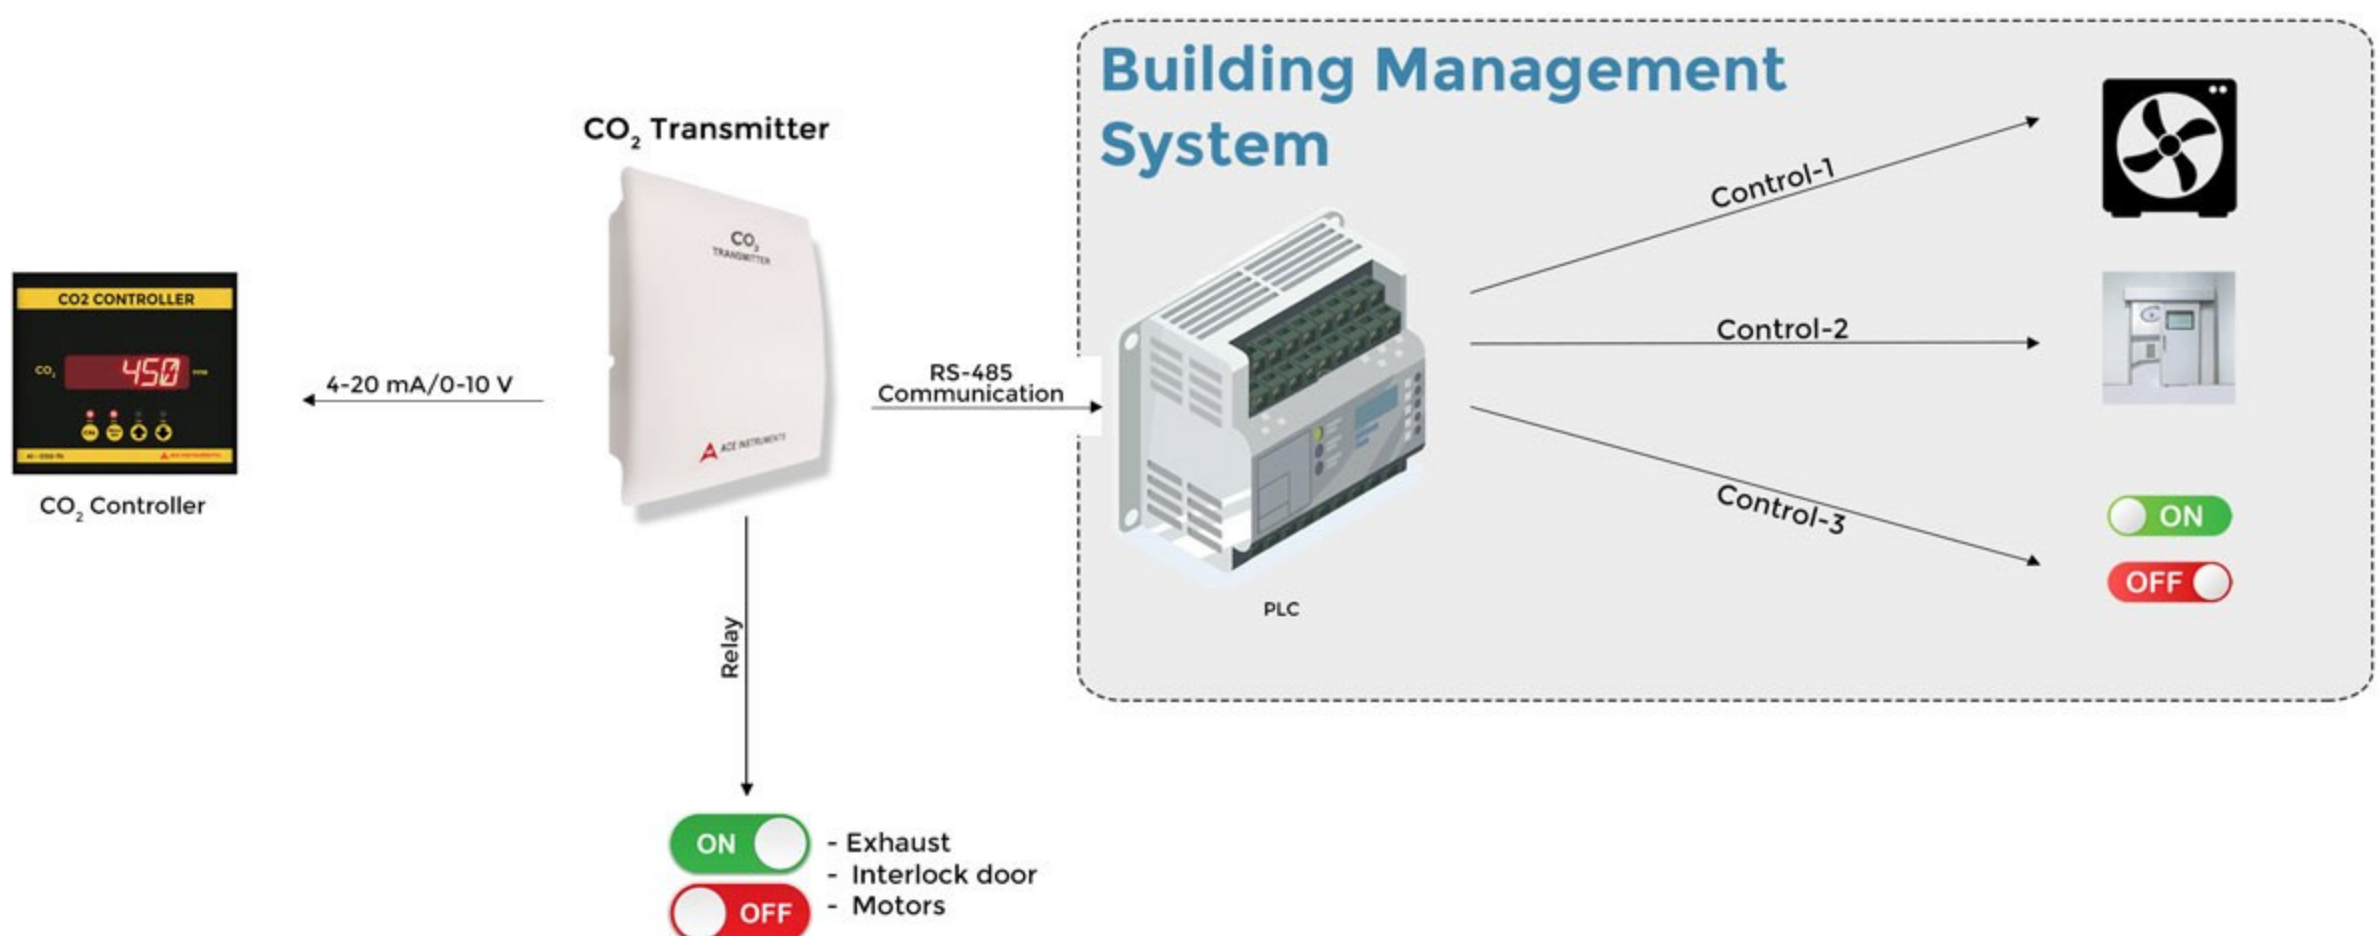 Building Management
System
CO₂ Transmitter
CO₂
TRANSMITTER
ACE INSTRUMENTS
CO2 CONTROLLER
CO₂
450
CO₂ Controller
4-20 mA/0-10 V
RS-485
Communication
PLC
Control-1
Control-2
Control-3
ON
OFF
Relay
ON
OFF
- Exhaust
- Interlock door
- Motors